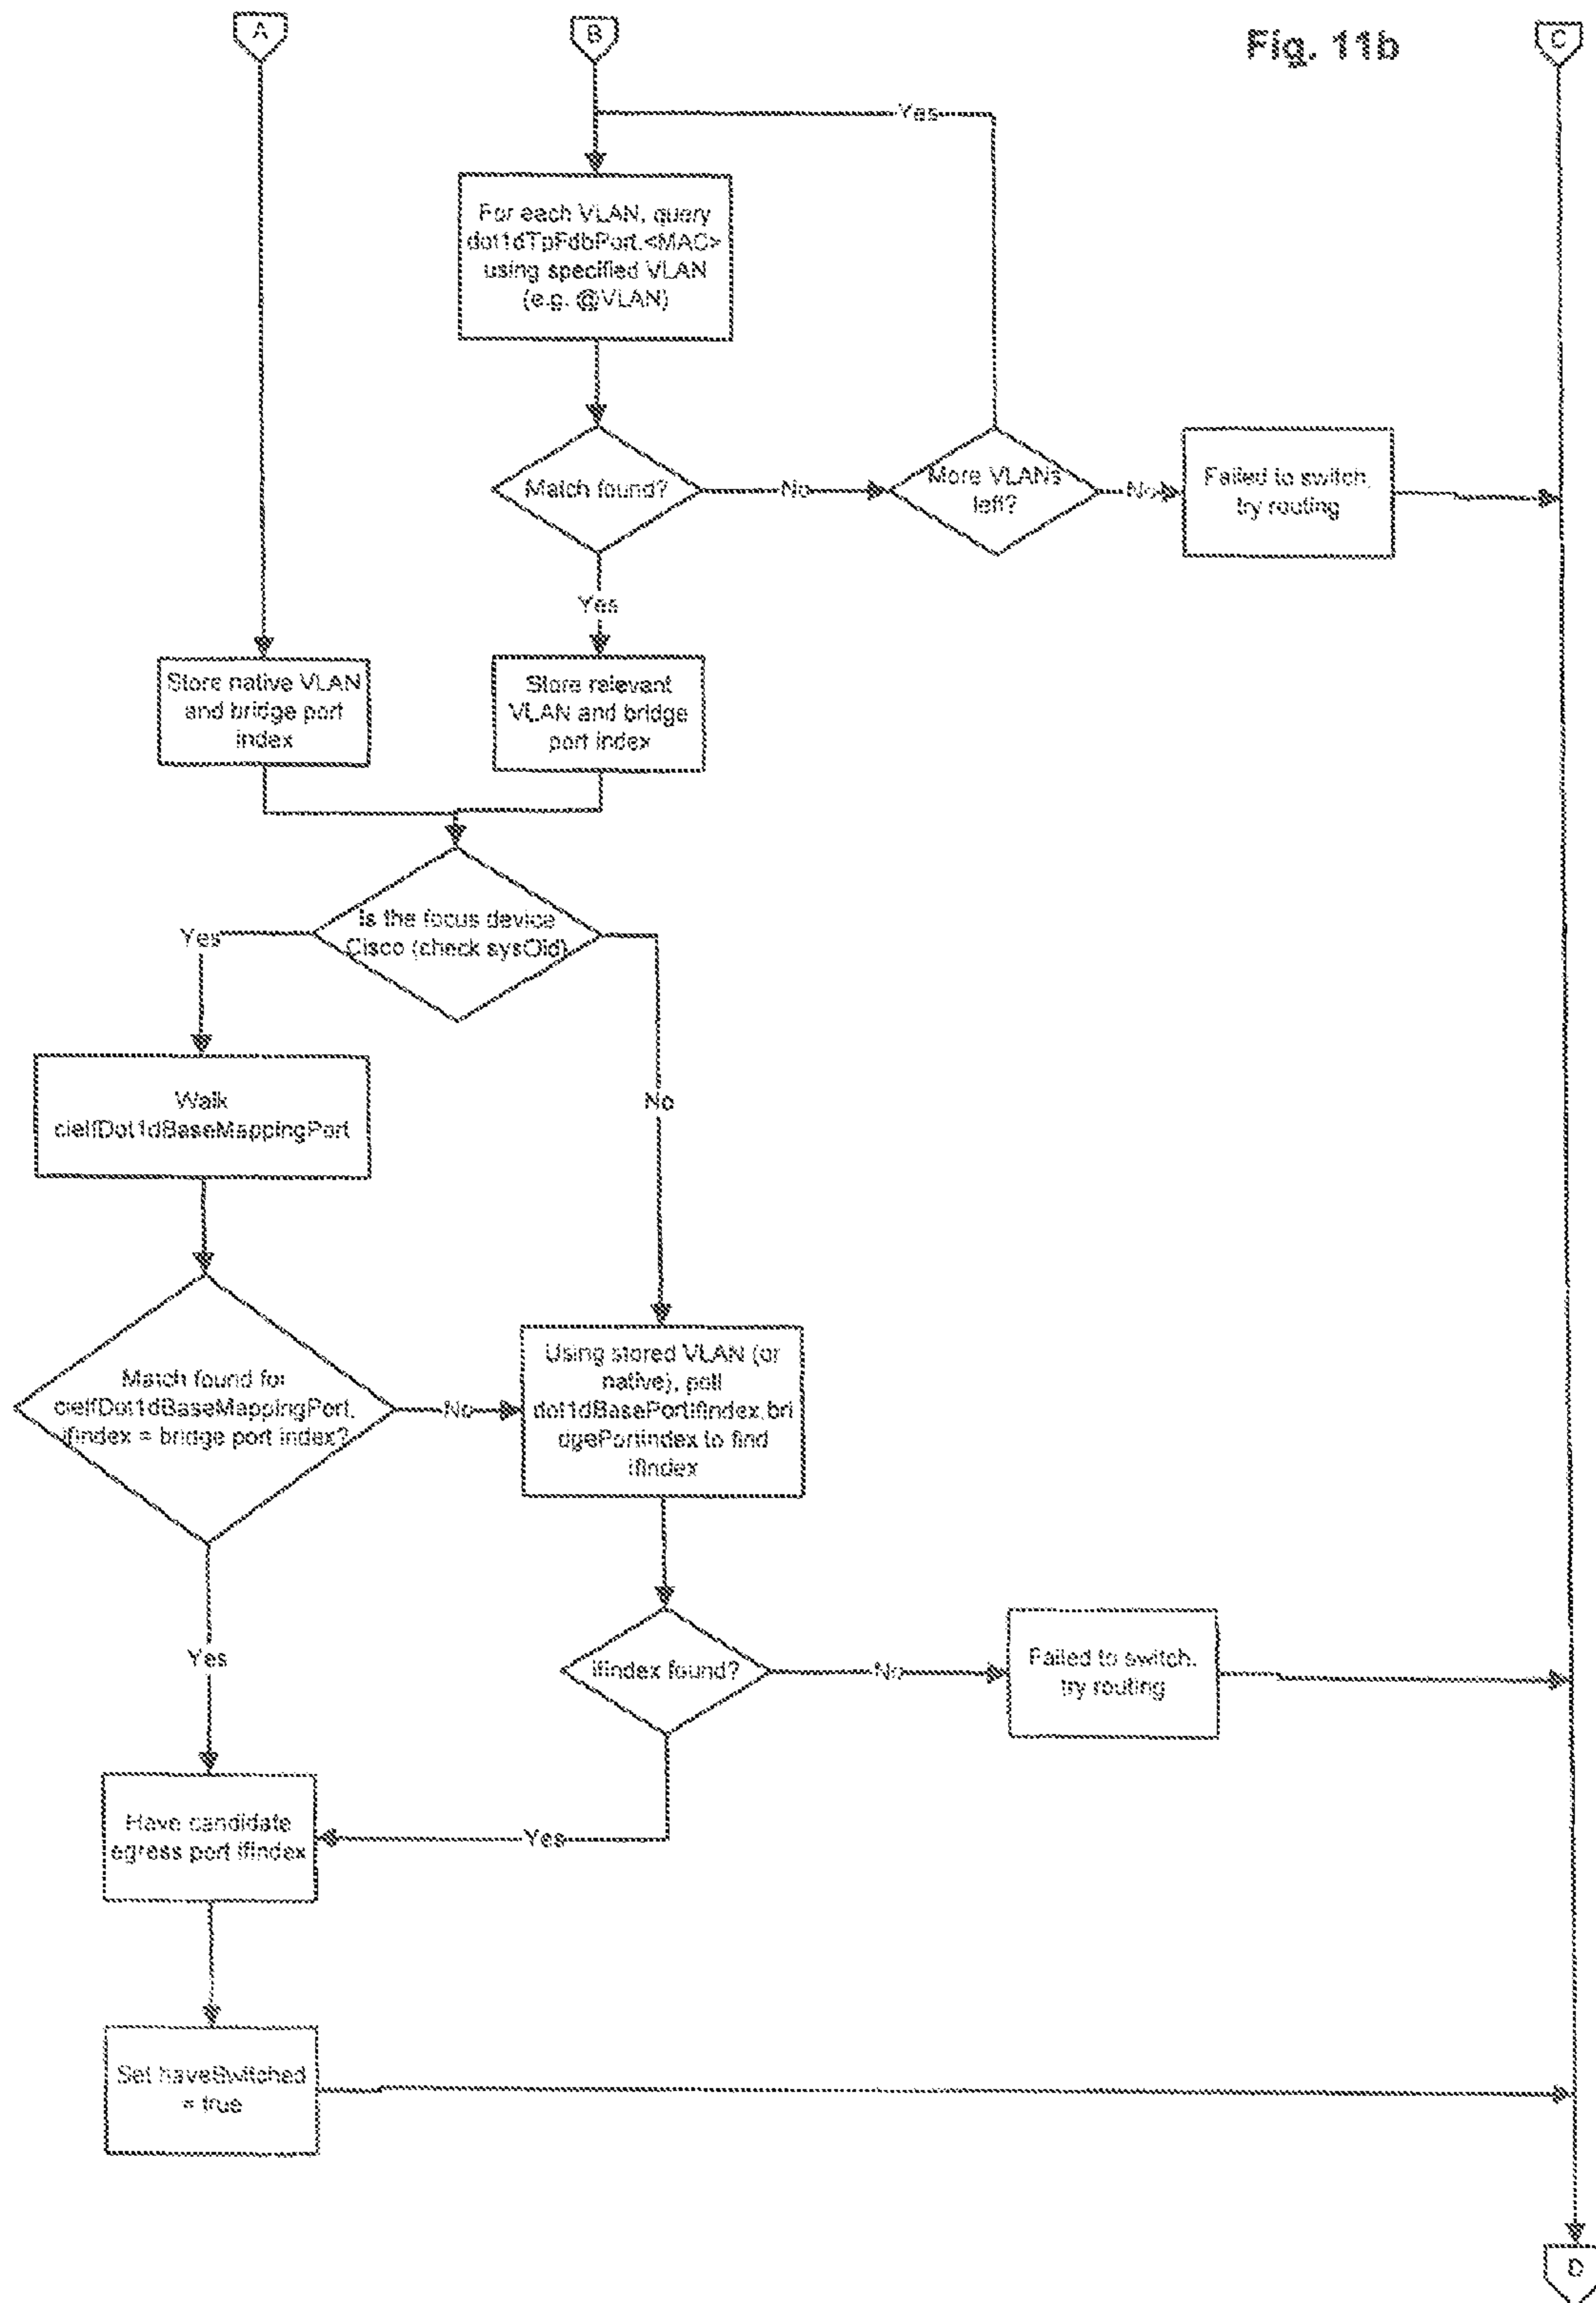 A
B
Fig. 11b
C
Yes
For each VLAN, query
dot1dTpFdbPort.<MAC>
using specified VLAN
(e.g. @VLAN)
Match found?
No
More VLANs
left?
No
Failed to switch,
try routing
Yes
Store native VLAN
and bridge port
index
Store relevant
VLAN and bridge
port index
Is the focus device
Cisco (check sysOid)
Yes
No
Walk
cieIfDot1dBaseMappingPort
Match found for
cieIfDot1dBaseMappingPort.
ifIndex = bridge port index?
No
Using stored VLAN (or
native), poll
dot1dBasePortIfIndex.bri
dgePortIndex to find
ifIndex
Yes
ifIndex found?
No
Failed to switch,
try routing
Have candidate
egress port ifIndex
Yes
Set haveSwitched
= true
D